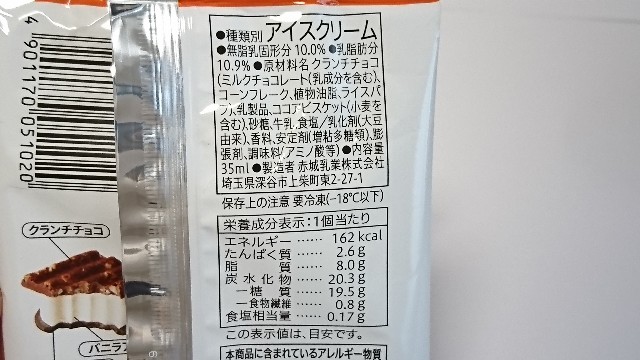 ●種類別 アイスクリーム
●無脂乳固形分 10.0% ●乳脂肪分
10.9% ●原材料名 クランチチョコ
(ミルクチョコレート(乳成分を含む)、
コーンフレーク、植物油脂、ライスパ
フ)、乳製品、ココアビスケット(小麦を
含む)、砂糖、牛乳、食塩/乳化剤(大豆
由来)、香料、安定剤(増粘多糖類)、膨
張剤、調味料(アミノ酸等) ●内容量
35ml ●製造者 赤城乳業株式会社
埼玉県深谷市上柴町東2-27-1
保存上の注意 要冷凍(-18℃以下)
栄養成分表示:1個当たり
エネルギー …… 162 kcal
たんぱく質 …… 2.6g
脂 質 …… 8.0g
炭水化物 …… 20.3g
ー糖 質 …… 19.5g
ー食物繊維 …… 0.8g
食塩相当量 …… 0.17g
この表示値は、目安です。
本商品に含まれているアレルギー物質
4 901170 051020
クランチチョコ
バニラ